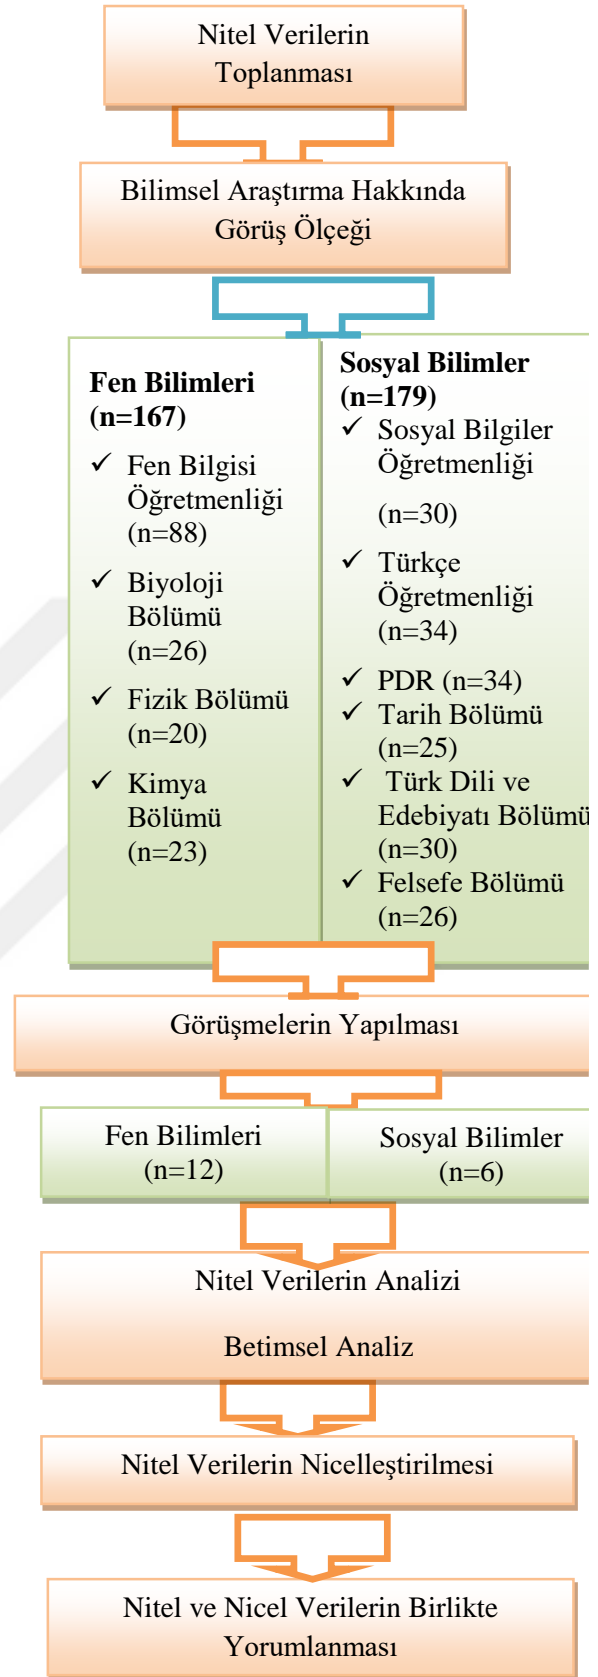 Nitel Verilerin
Toplanması
Bilimsel Araştırma Hakkında
Görüş Ölçeği
Fen Bilimleri
(n=167)
✓ Fen Bilgisi
Öğretmenliği
(n=88)
✓ Biyoloji
Bölümü
(n=26)
✓ Fizik Bölümü
(n=20)
✓ Kimya
Bölümü
(n=23)
Sosyal Bilimler
(n=179)
✓ Sosyal Bilgiler
Öğretmenliği
(n=30)
✓ Türkçe
Öğretmenliği
(n=34)
✓ PDR (n=34)
✓ Tarih Bölümü
(n=25)
✓ Türk Dili ve
Edebiyatı Bölümü
(n=30)
✓ Felsefe Bölümü
(n=26)
Görüşmelerin Yapılması
Fen Bilimleri
(n=12)
Sosyal Bilimler
(n=6)
Nitel Verilerin Analizi
Betimsel Analiz
Nitel Verilerin Nicelleştirilmesi
Nitel ve Nicel Verilerin Birlikte
Yorumlanması